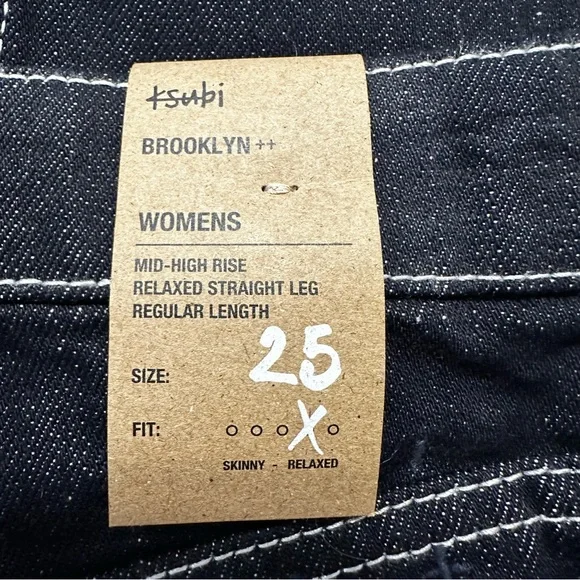 ksubi
BROOKLYN ++
WOMENS
MID-HIGH RISE
RELAXED STRAIGHT LEG
REGULAR LENGTH
SIZE: 25
FIT: ○ ○ ○ X ○
SKINNY - RELAXED